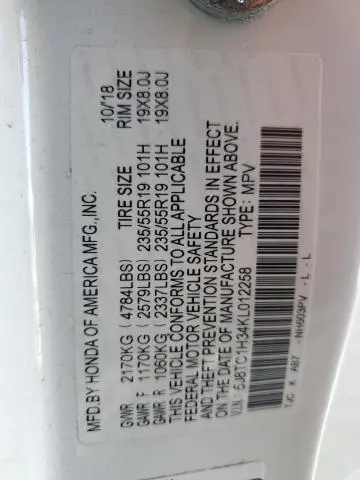 MFD. BY HONDA OF AMERICA MFG., INC. 10/18
TIRE SIZE RIM SIZE
GVWR 2170KG (4784LBS)
GAWR F 1170KG (2579LBS) 235/55R19 101H 19X8.0J
GAWR R 1060KG (2337LBS) 235/55R19 101H 19X8.0J
THIS VEHICLE CONFORMS TO ALL APPLICABLE
FEDERAL MOTOR VEHICLE SAFETY
AND THEFT PREVENTION STANDARDS IN EFFECT
ON THE DATE OF MANUFACTURE SHOWN ABOVE.
V.I.N.: 5J8TC1H34KL012258 TYPE: MPV
TJC K A97 -NH603PV - L - L